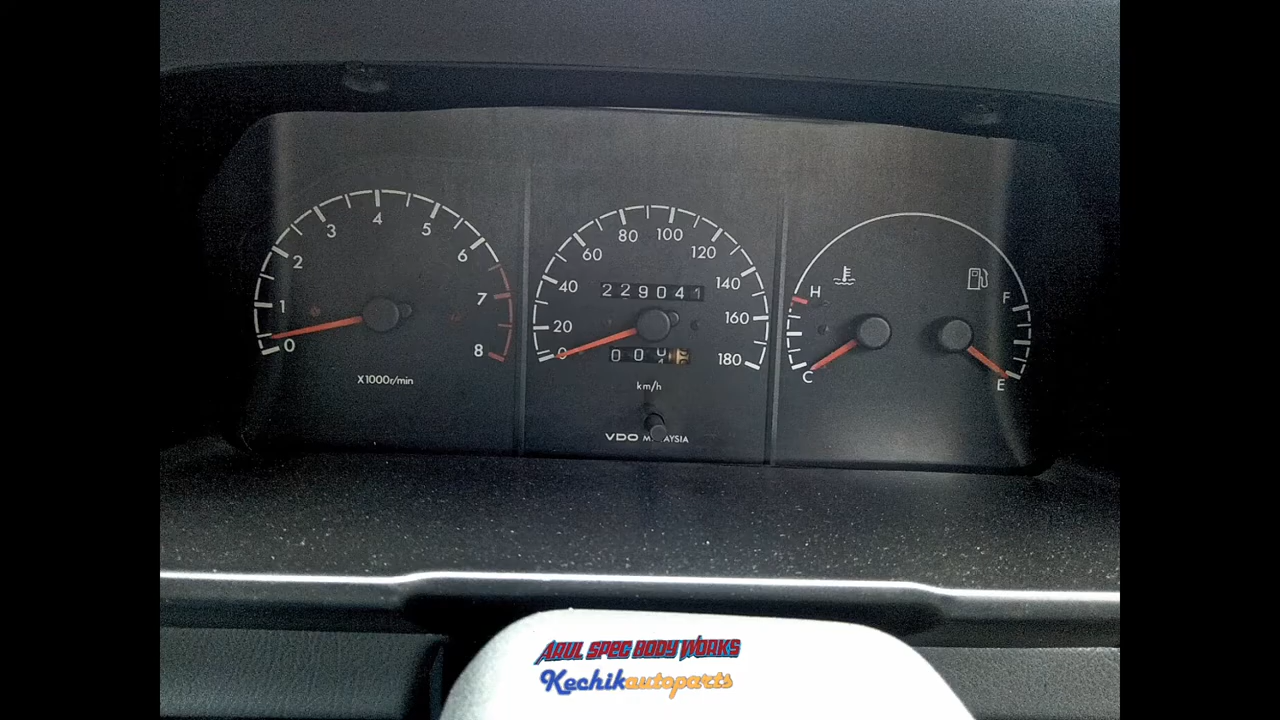 0 1 2 3 4 5 6 7 8
X1000r/min
0 20 40 60 80 100 120 140 160 180
229041
00
km/h
VDO
H
C
F
E
ARUL SPEC BODY WORKS
Kechikautoparts